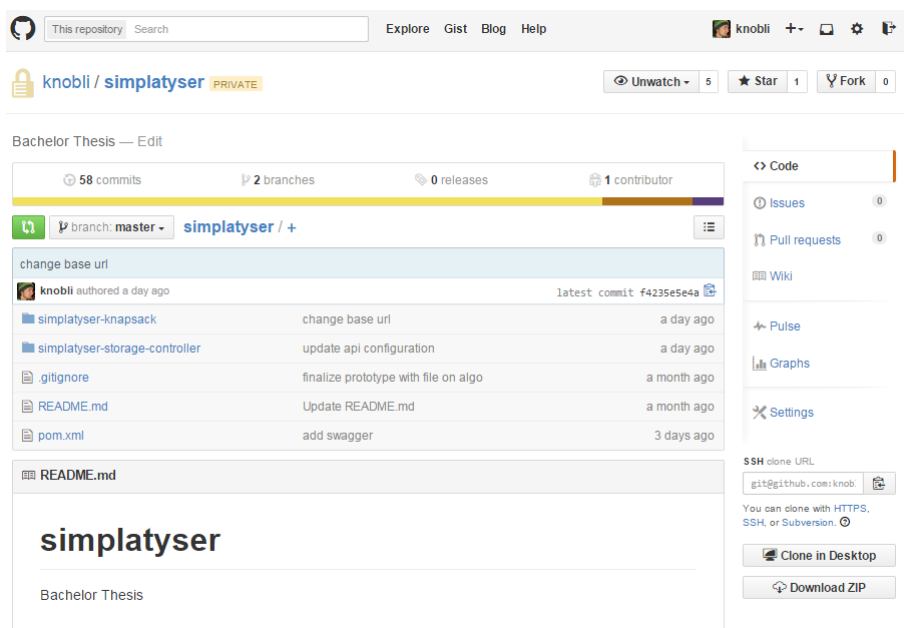 This repository Search Explore Gist Blog Help knobli
knobli / simplatyser PRIVATE Unwatch 5 Star 1 Fork 0
Bachelor Thesis — Edit
58 commits 2 branches 0 releases 1 contributor
branch: master simplatyser / +
change base url
knobli authored a day ago latest commit f4235e5e4a
simplatyser-knapsack change base url a day ago
simplatyser-storage-controller update api configuration a day ago
.gitignore finalize prototype with file on algo a month ago
README.md Update README.md a month ago
pom.xml add swagger 3 days ago
README.md
simplatyser
Bachelor Thesis
Code
Issues 0
Pull requests 0
Wiki
Pulse
Graphs
Settings
SSH clone URL
git@github.com:knob
You can clone with HTTPS,
SSH, or Subversion.
Clone in Desktop
Download ZIP